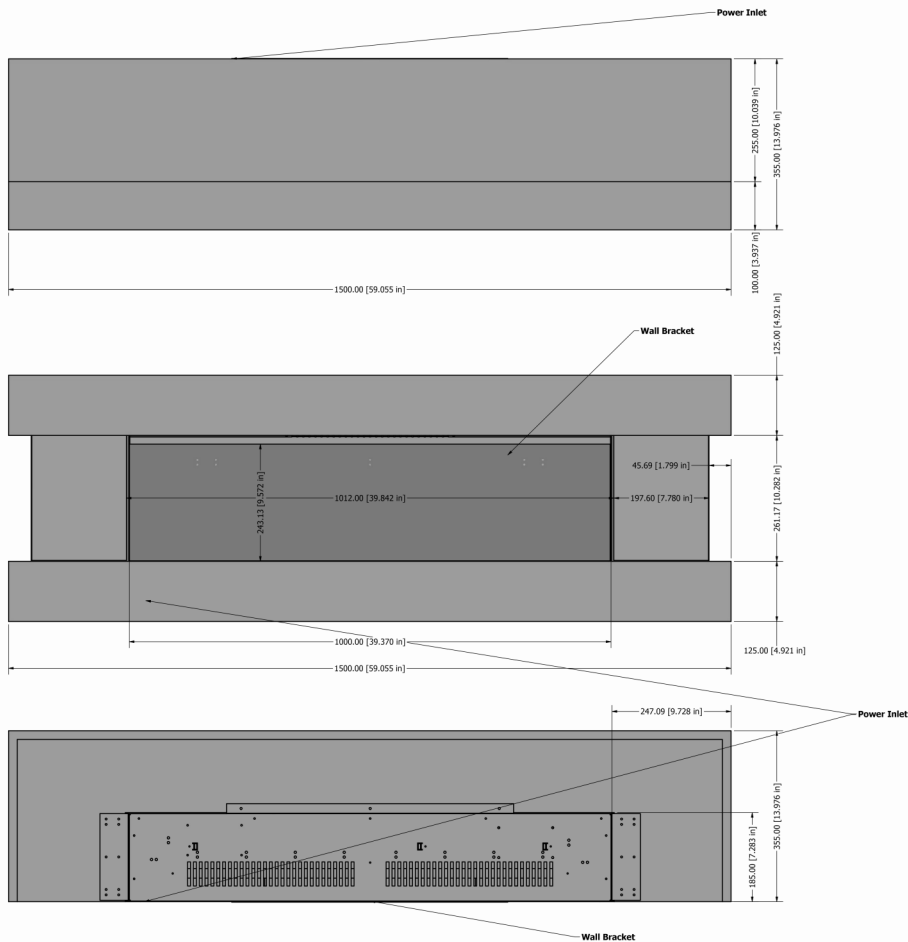 Power Inlet
255.00 [10.039 in]
355.00 [13.976 in]
100.00 [3.937 in]
1500.00 [59.055 in]
125.00 [4.921 in]
Wall Bracket
45.69 [1.799 in]
1012.00 [39.842 in]
197.60 [7.780 in]
243.13 [9.572 in]
261.17 [10.282 in]
1000.00 [39.370 in]
125.00 [4.921 in]
1500.00 [59.055 in]
247.09 [9.728 in]
Power Inlet
355.00 [13.976 in]
185.00 [7.283 in]
Wall Bracket